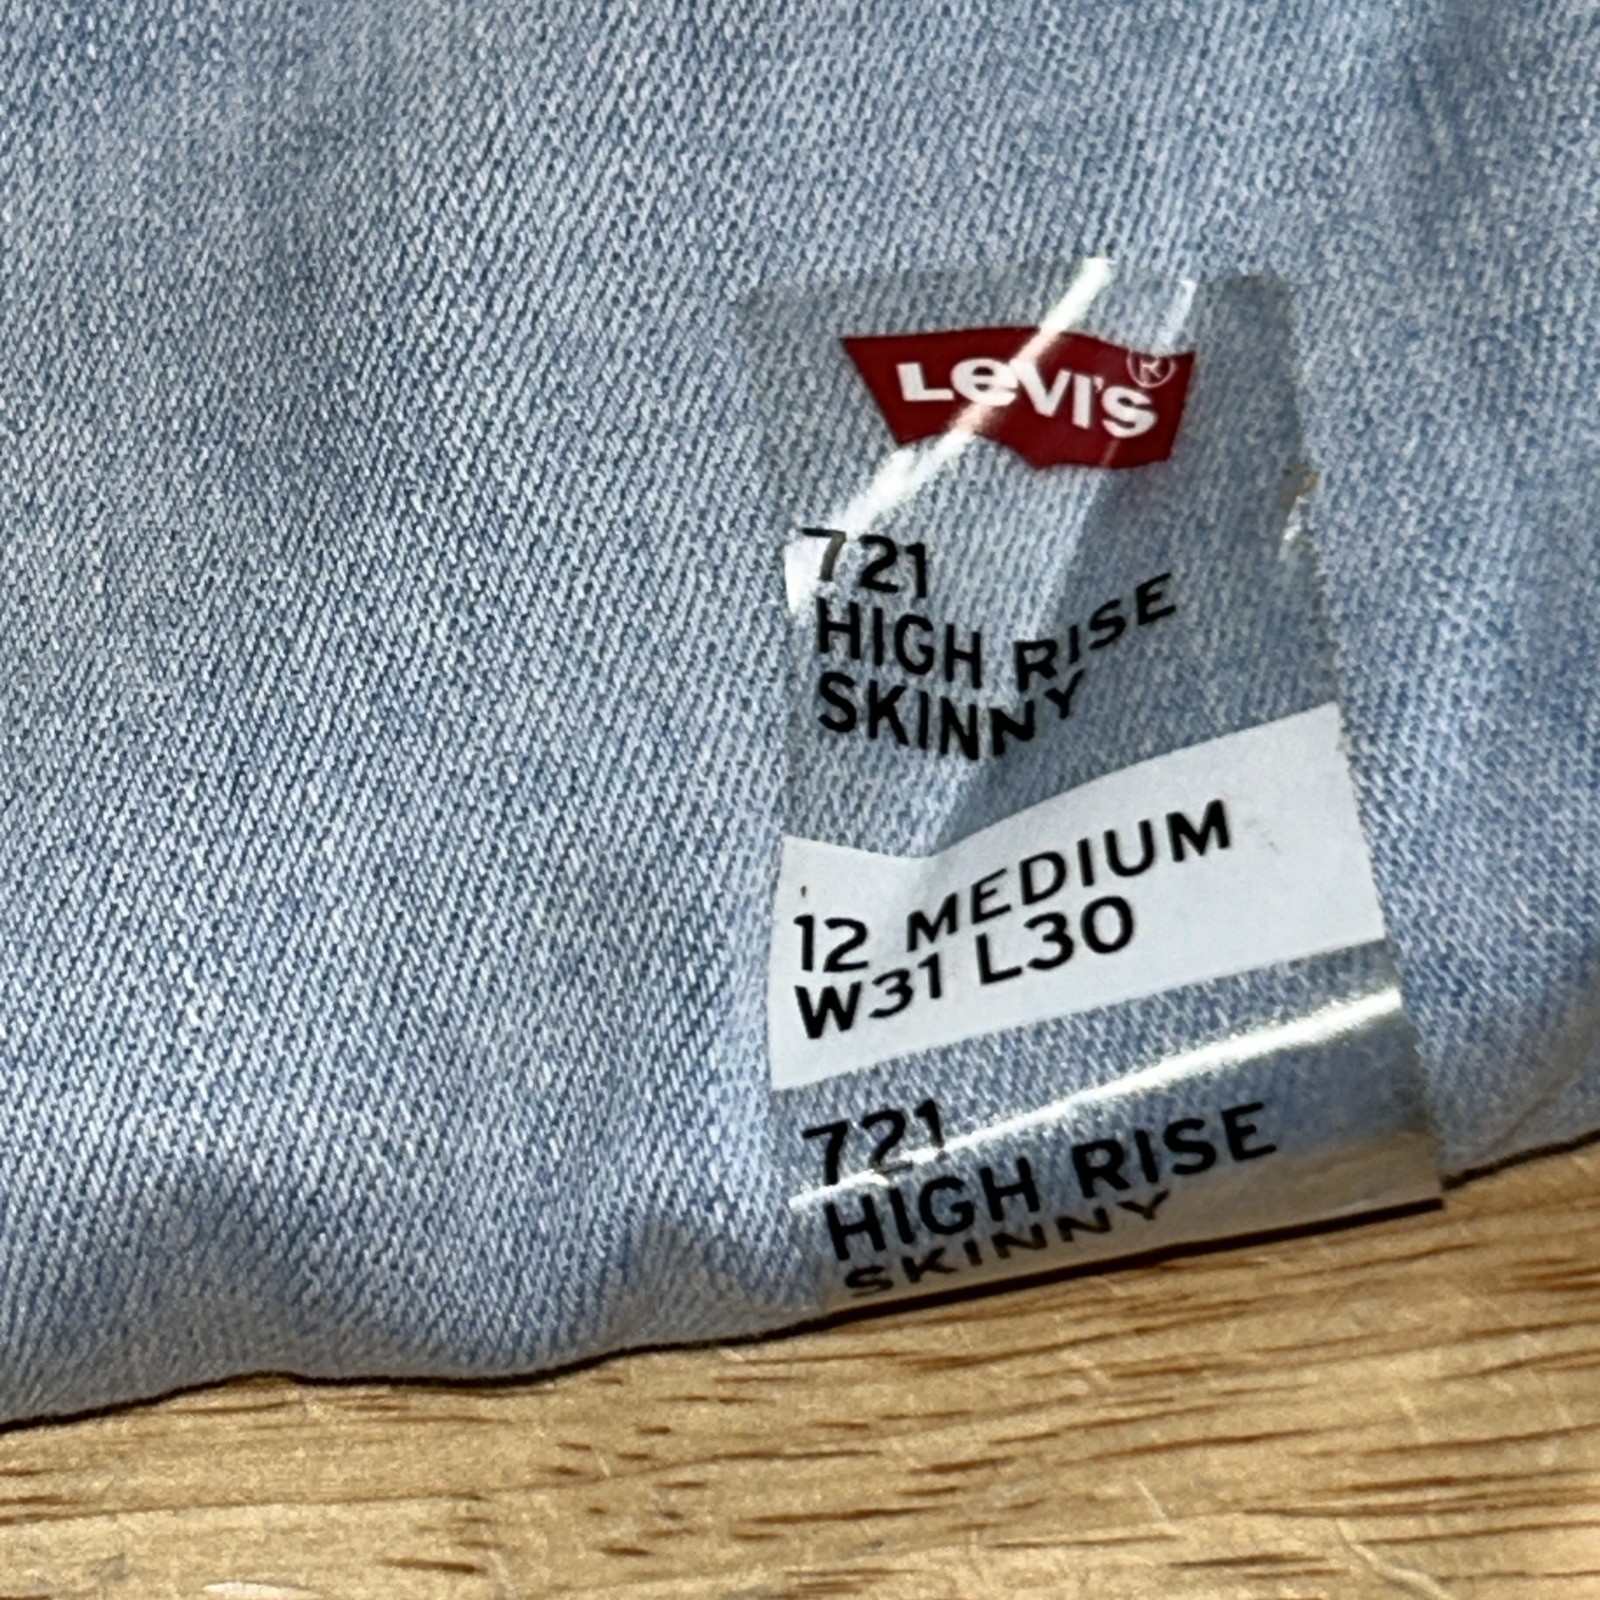 Levi's®
721
HIGH RISE
SKINNY
12 MEDIUM
W31 L30
721
HIGH RISE
SKINNY